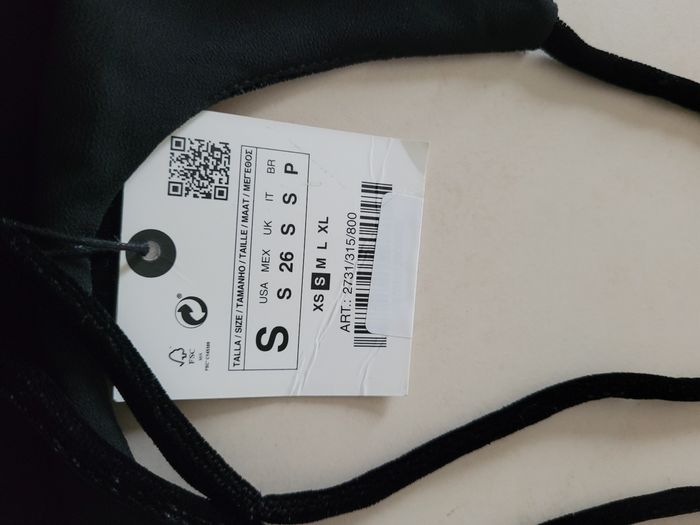 TALLA / SIZE / TAMANHO / TAILLE / MAAT / ΜΕΓΕΘΟΣ
S
USA MEX UK IT BR
S 26 S S P
XS S M L XL
ART.: 2731/315/800
FSC